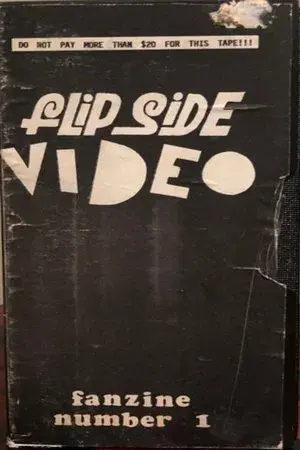 DO NOT PAY MORE THAN $20 FOR THIS TAPE!!!
fLiP SiDE
VIDEO
fanzine
number 1